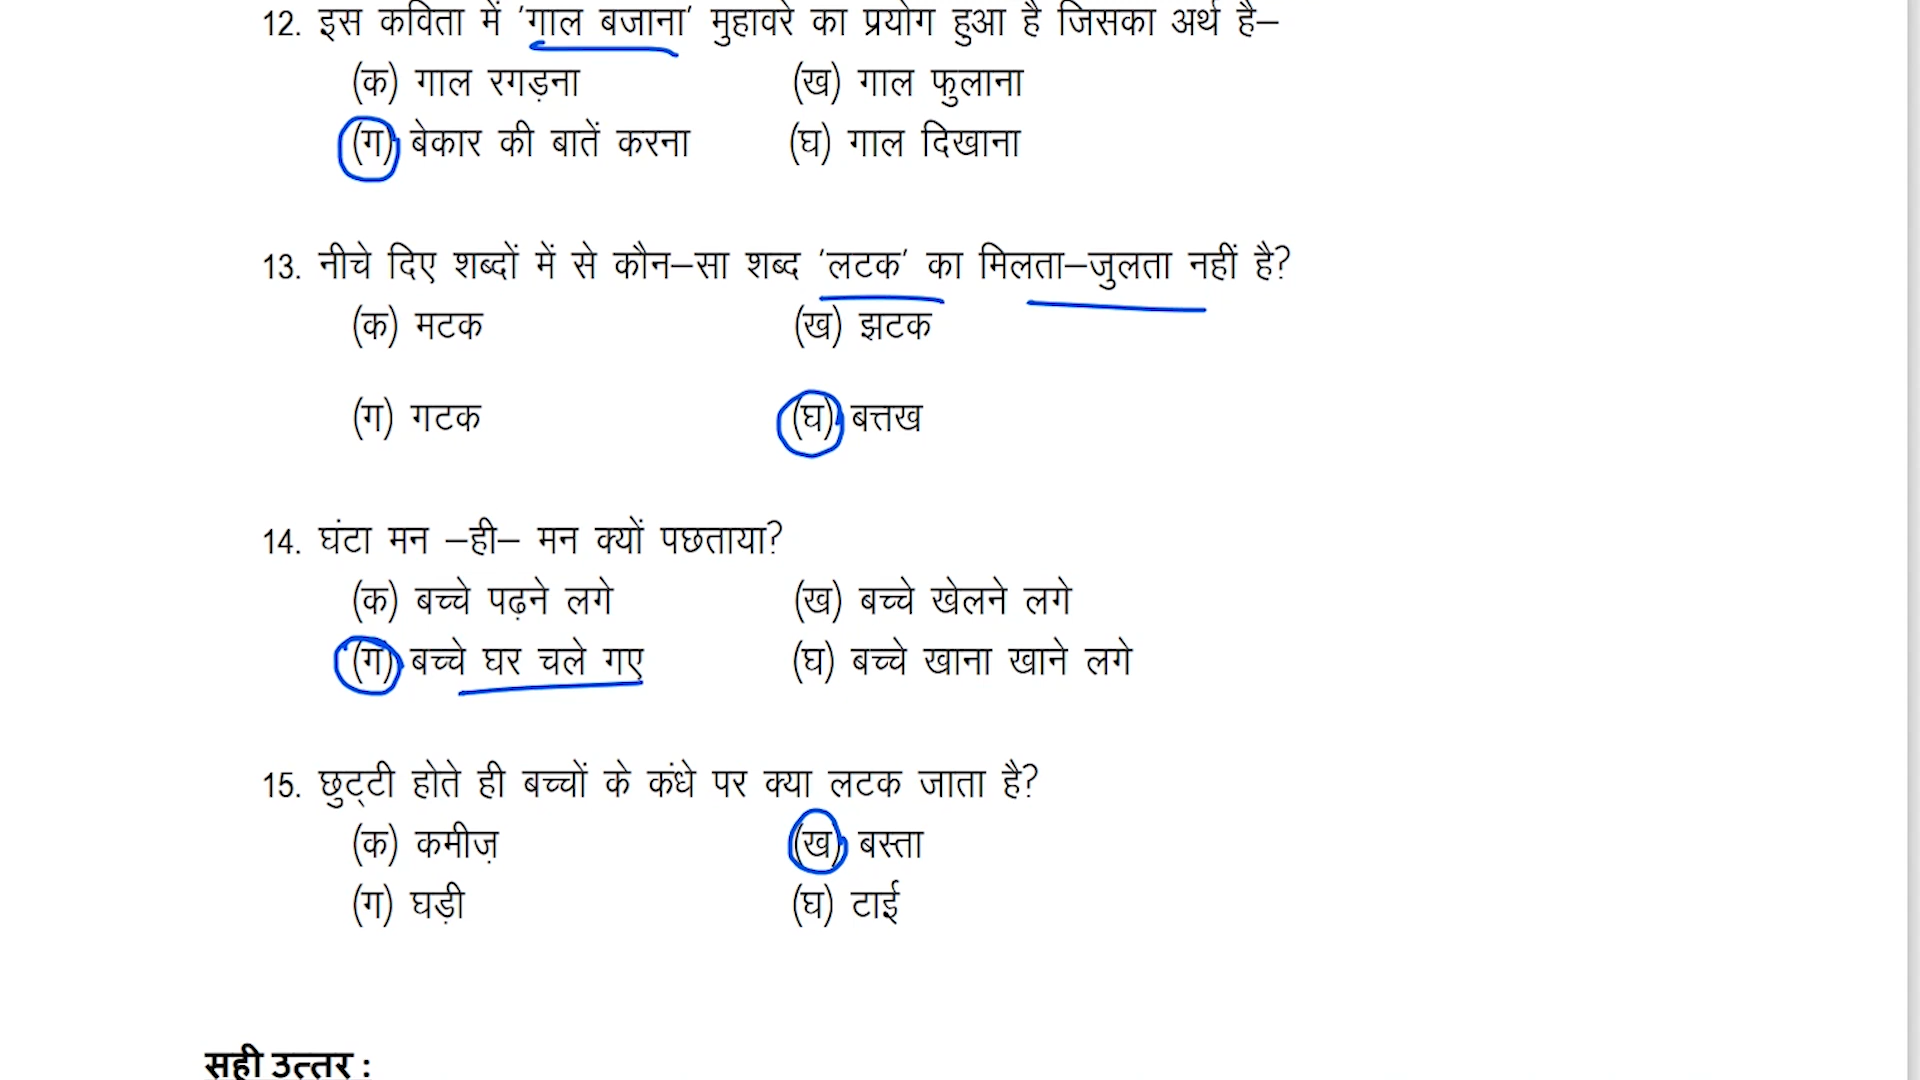 12. इस कविता में 'गाल बजाना' मुहावरे का प्रयोग हुआ है जिसका अर्थ है–
(क) गाल रगड़ना (ख) गाल फुलाना
(ग) बेकार की बातें करना (घ) गाल दिखाना
13. नीचे दिए शब्दों में से कौन–सा शब्द 'लटक' का मिलता–जुलता नहीं है?
(क) मटक (ख) झटक
(ग) गटक (घ) बत्तख
14. घंटा मन –ही– मन क्यों पछताया?
(क) बच्चे पढ़ने लगे (ख) बच्चे खेलने लगे
(ग) बच्चे घर चले गए (घ) बच्चे खाना खाने लगे
15. छुट्टी होते ही बच्चों के कंधे पर क्या लटक जाता है?
(क) कमीज़ (ख) बस्ता
(ग) घड़ी (घ) टाई
सही उत्तर :